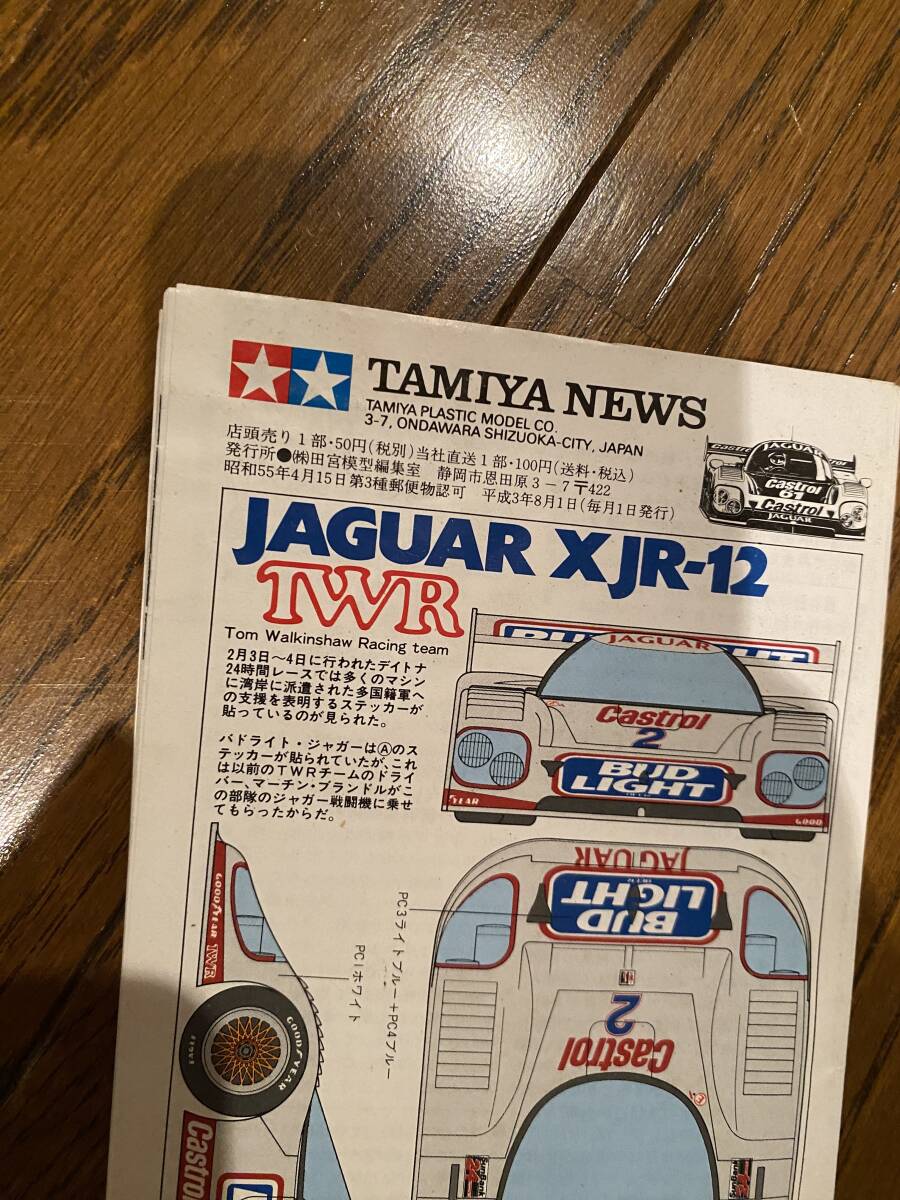 TAMIYA NEWS
TAMIYA PLASTIC MODEL CO.
3-7, ONDAWARA SHIZUOKA-CITY, JAPAN
店頭売り1部・50円(税別)当社直送1部・100円(送料・税込)
発行所●㈱田宮模型編集室 静岡市恩田原3-7〒422
昭和55年4月15日第3種郵便物認可 平成3年8月1日(毎月1日発行)
JAGUAR
Castrol
61
Castrol
JAGUAR
JAGUAR XJR-12
TWR
Tom Walkinshaw Racing team
2月3日〜4日に行われたデイトナ
24時間レースでは多くのマシン
に湾岸に派遣された多国籍軍へ
の支援を表明するステッカーが
貼っているのが見られた。
バドライト・ジャガーはⒶのス
テッカーが貼られていたが、これ
は以前のTWRチームのドライ
バー、マーチン・ブランドルがこ
の部隊のジャガー戦闘機に乗せ
てもらったからだ。
JAGUAR
Castrol
2
BUD
LIGHT
YEAR
GOOD
JAGUAR
BUD
LIGHT
2
Castrol
PC3ライトブルー+PC4ブルー
PC1ホワイト
GOODYEAR TWR
GOODYEAR
Castrol
SunBank
24